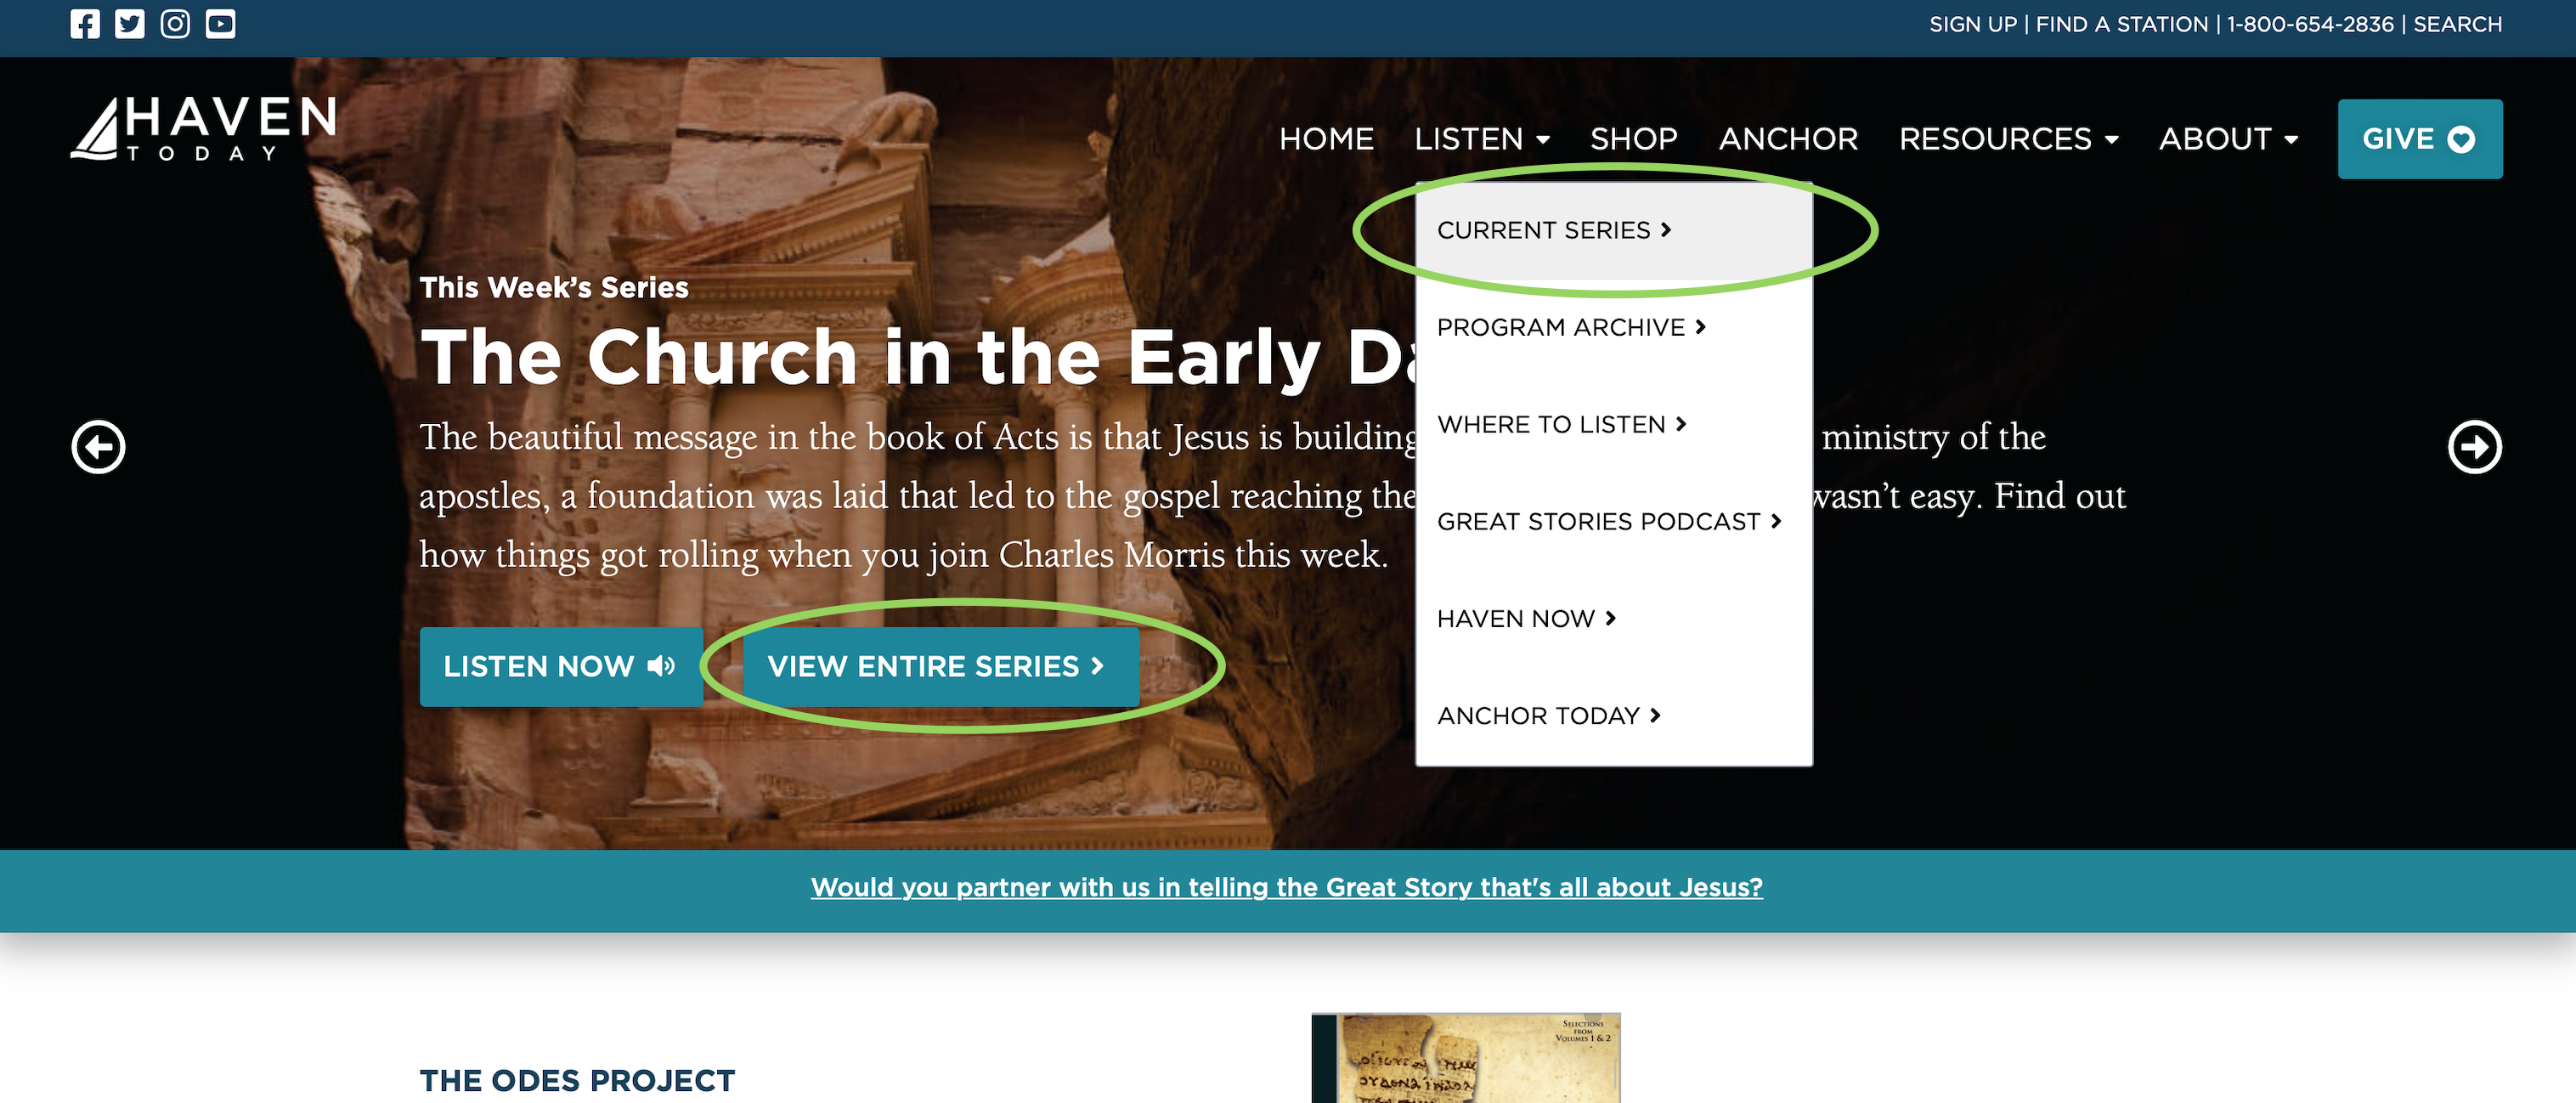 SIGN UP | FIND A STATION | 1-800-654-2836 | SEARCH
HAVEN
TODAY
HOME LISTEN SHOP ANCHOR RESOURCES ABOUT GIVE
CURRENT SERIES
PROGRAM ARCHIVE
WHERE TO LISTEN
GREAT STORIES PODCAST
HAVEN NOW
ANCHOR TODAY
This Week’s Series
The Church in the Early
The beautiful message in the book of Acts is that Jesus is building ministry of the
apostles, a foundation was laid that led to the gospel reaching the wasn’t easy. Find out
how things got rolling when you join Charles Morris this week.
LISTEN NOW VIEW ENTIRE SERIES
Would you partner with us in telling the Great Story that's all about Jesus?
THE ODES PROJECT
SELECTIONS
FROM
VOLUMES 1 & 2